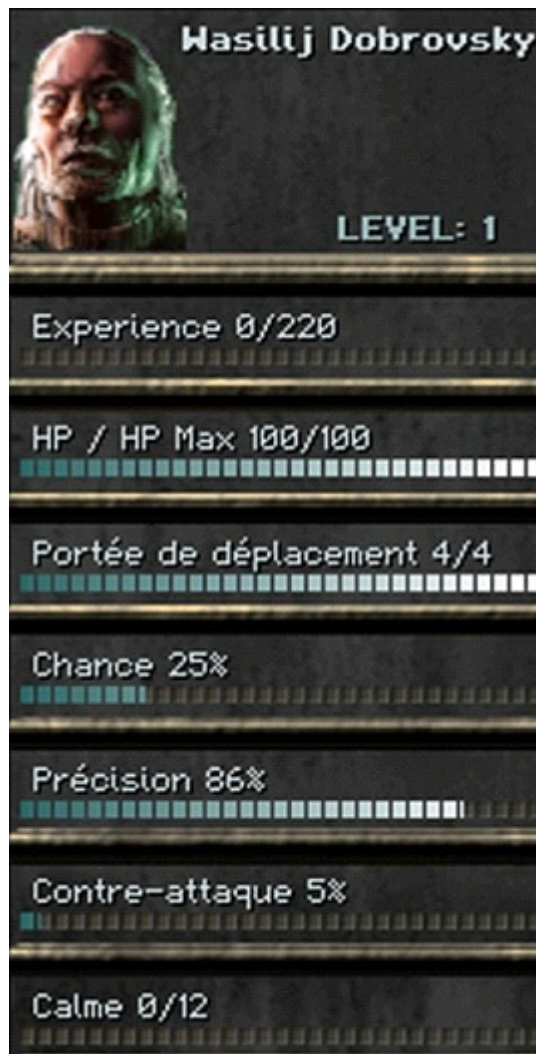 Wasilij Dobrovsky
LEVEL: 1
Experience 0/220
HP / HP Max 100/100
Portée de déplacement 4/4
Chance 25%
Précision 86%
Contre-attaque 5%
Calme 0/12